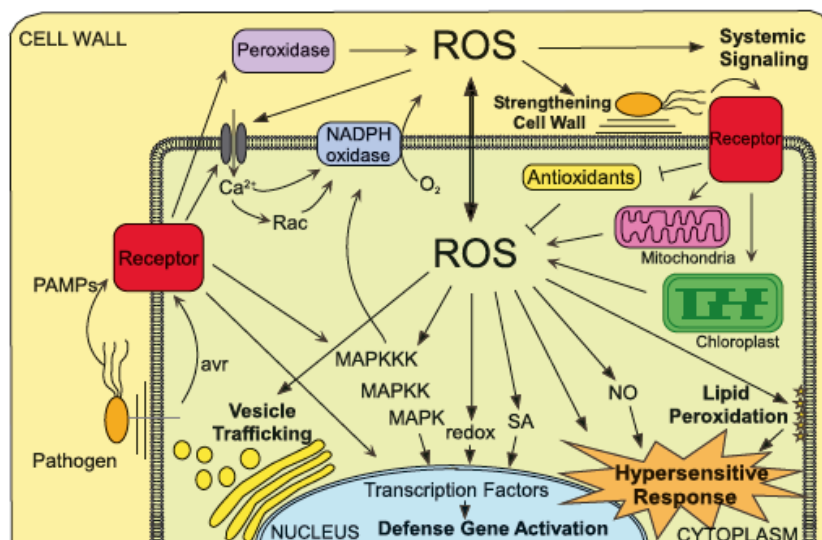 CELL WALL
Peroxidase
ROS
Systemic
Signaling
Strengthening
Cell Wall
Receptor
NADPH
oxidase
O₂
Ca²⁺
Rac
Antioxidants
Mitochondria
Chloroplast
Receptor
PAMPs
avr
Pathogen
ROS
MAPKKK
MAPKK
MAPK
redox
SA
NO
Vesicle
Trafficking
Lipid
Peroxidation
Hypersensitive
Response
Transcription Factors
NUCLEUS
Defense Gene Activation
CYTOPLASM